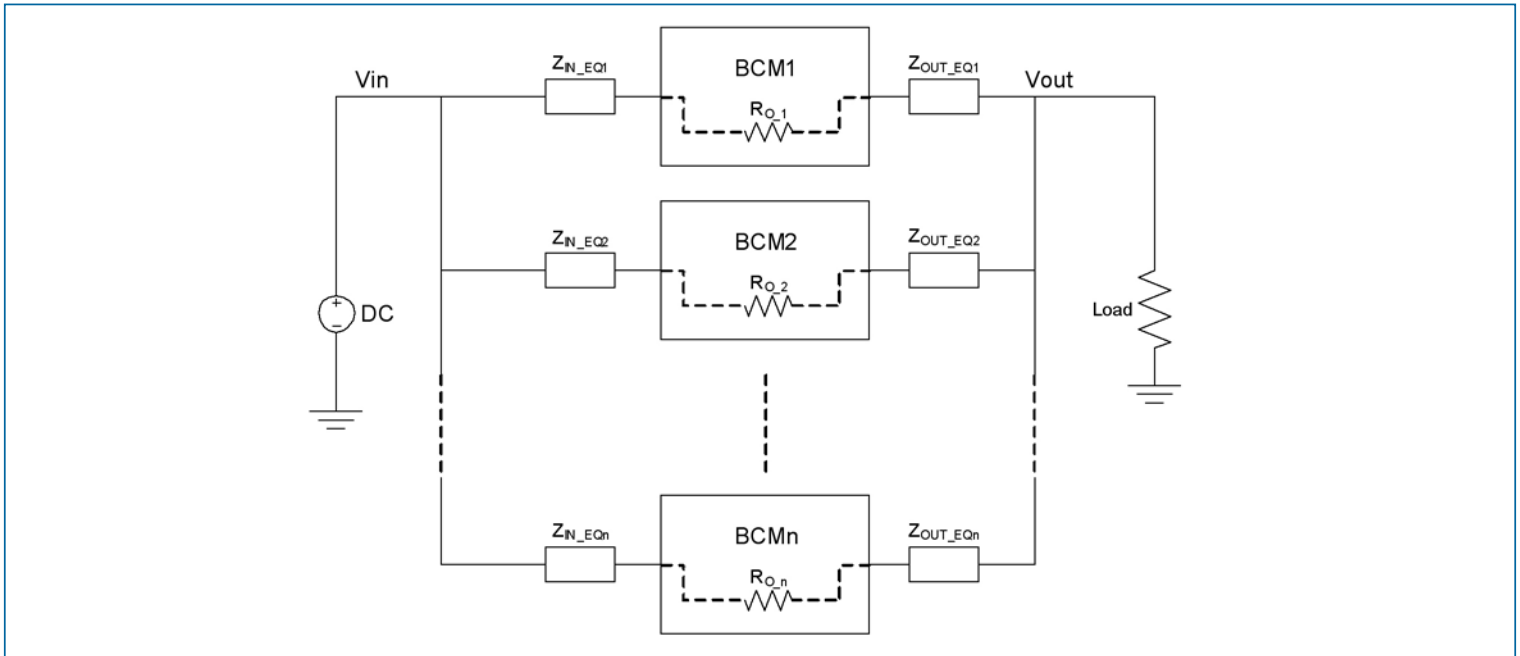 Vin
Z_IN_EQ1
BCM1
R_O_1
Z_OUT_EQ1
Vout
Z_IN_EQ2
BCM2
R_O_2
Z_OUT_EQ2
+
−
DC
Load
Z_IN_EQn
BCMn
R_O_n
Z_OUT_EQn